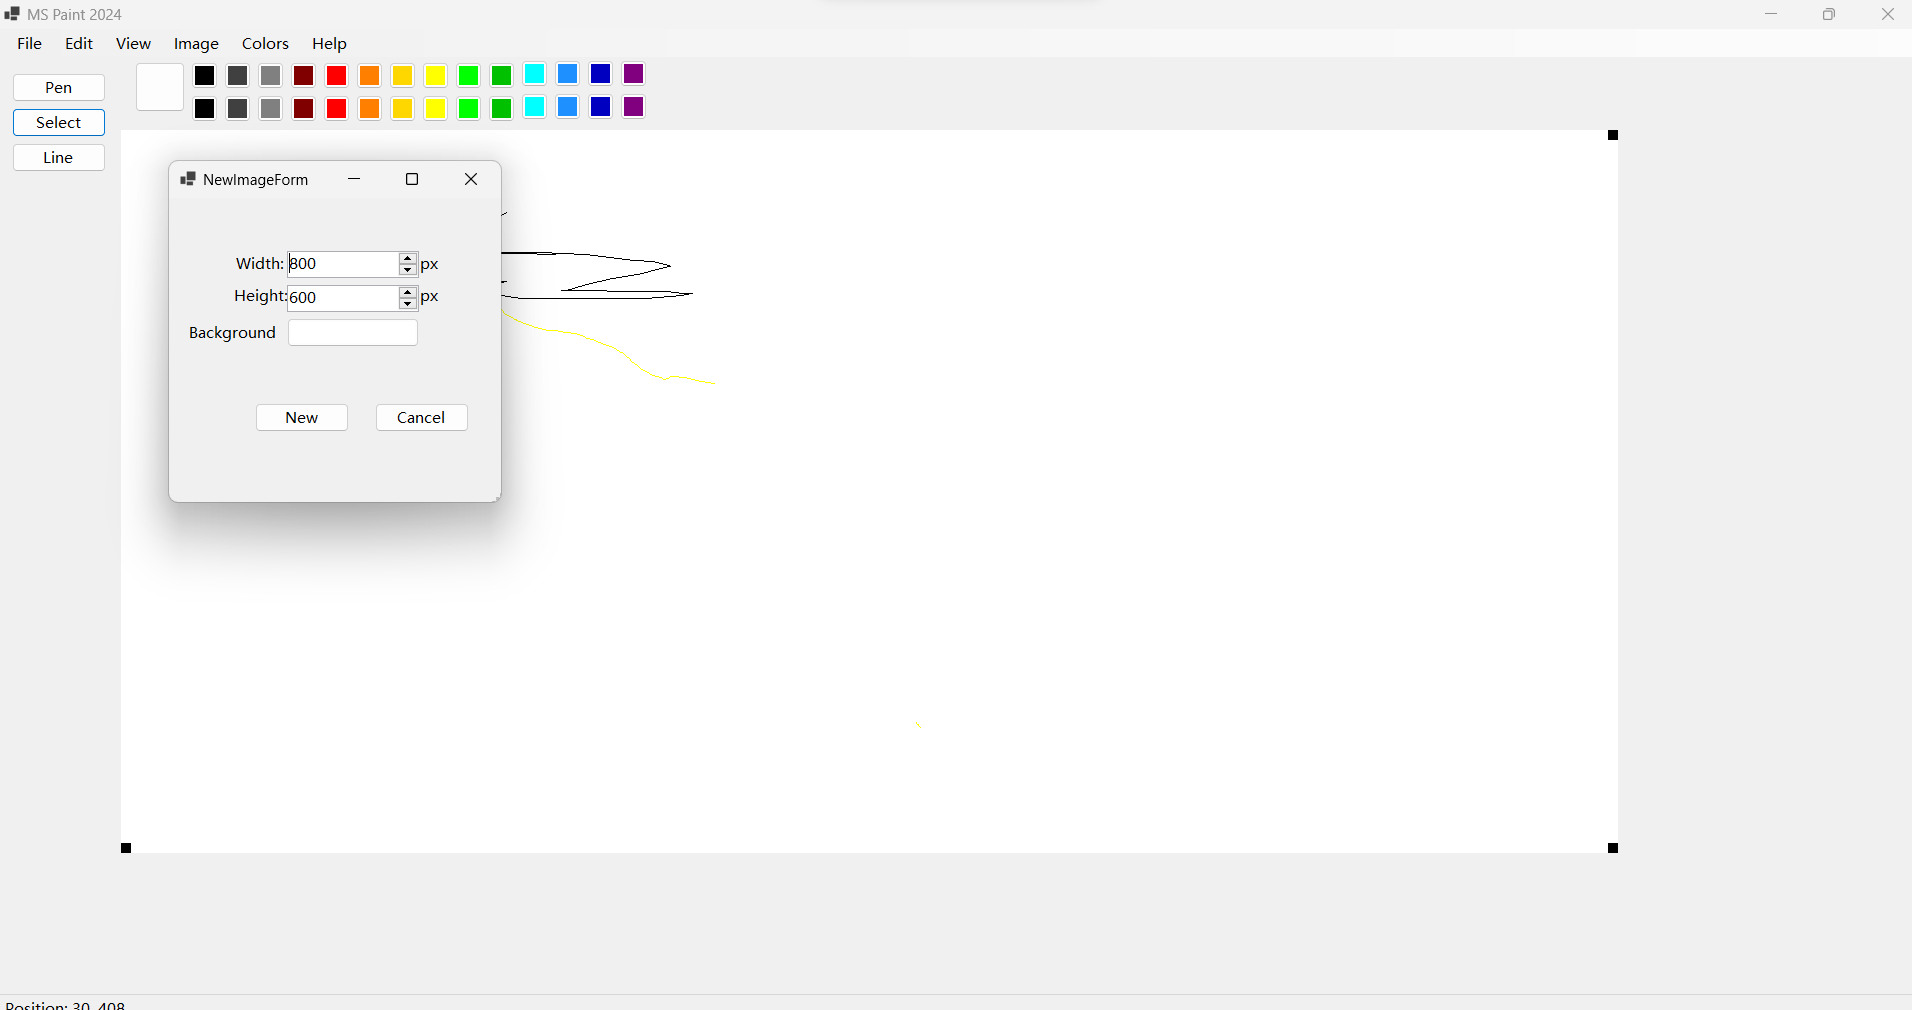 MS Paint 2024
File Edit View Image Colors Help
Pen
Select
Line
NewImageForm
Width: 800 px
Height: 600 px
Background
New Cancel
Position: 30, 408